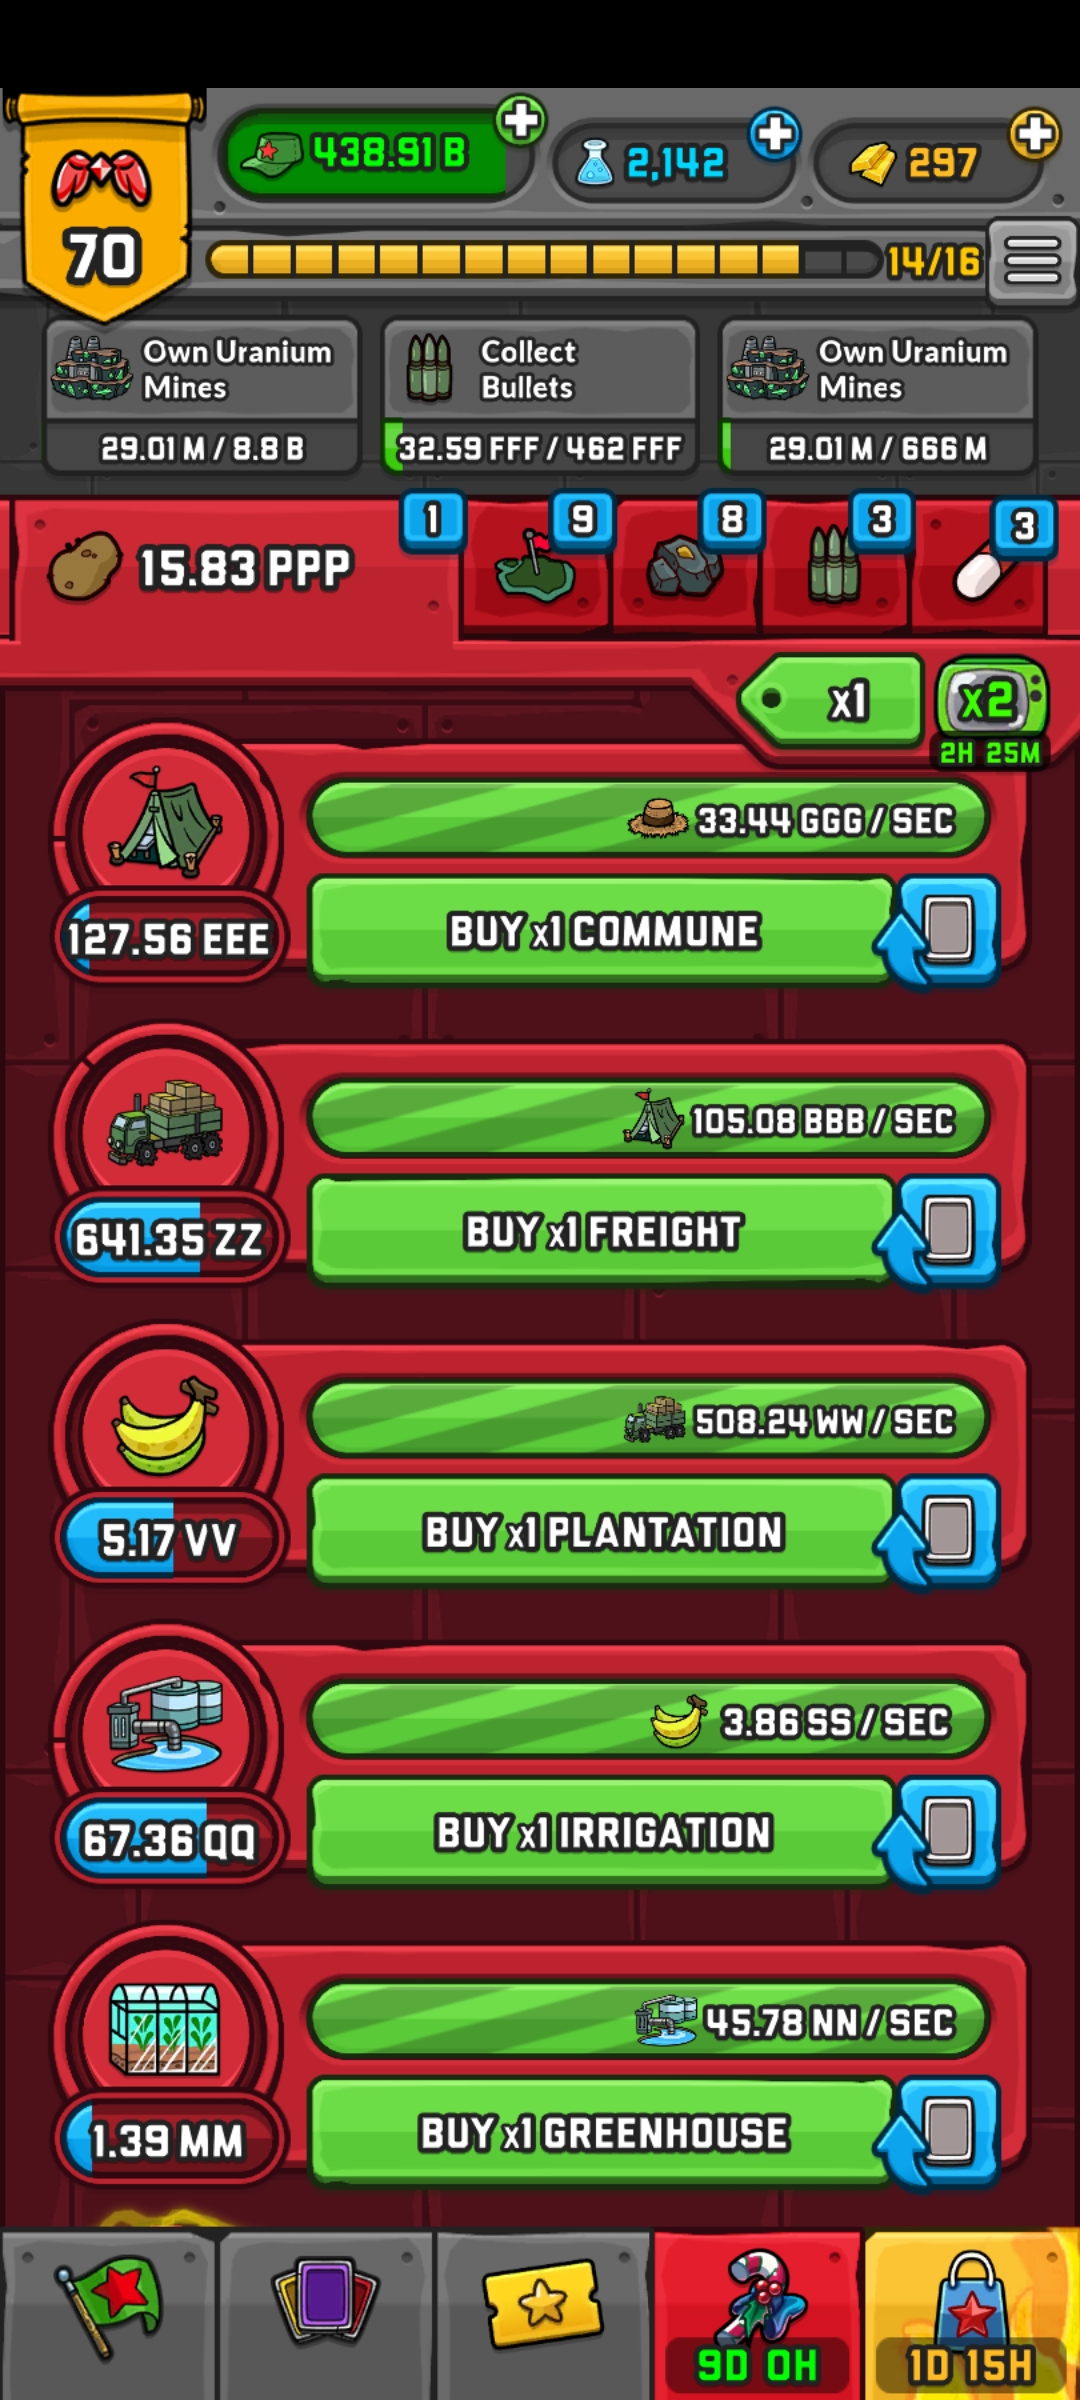 438.91 B
2,142
297
70
14/16
Own Uranium
Mines
29.01 M / 8.8 B
Collect
Bullets
32.59 FFF / 462 FFF
Own Uranium
Mines
29.01 M / 666 M
15.83 PPP
1
9
8
3
3
x1
x2
2H 25M
33.44 GGG / SEC
127.56 EEE
BUY x1 COMMUNE
105.08 BBB / SEC
641.35 ZZ
BUY x1 FREIGHT
508.24 WW / SEC
5.17 VV
BUY x1 PLANTATION
3.86 SS / SEC
67.36 QQ
BUY x1 IRRIGATION
45.78 NN / SEC
1.39 MM
BUY x1 GREENHOUSE
9D 0H
1D 15H